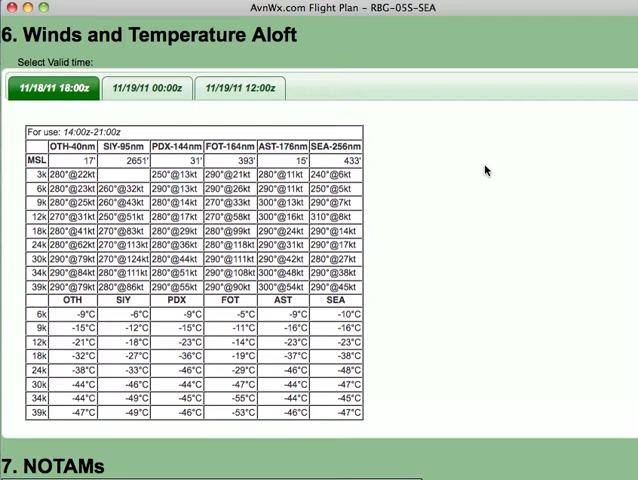 AvnWx.com Flight Plan – RBG-05S-SEA
6. Winds and Temperature Aloft
Select Valid time:
11/18/11 18:00z 11/19/11 00:00z 11/19/11 12:00z
For use: 14:00z-21:00z
OTH-40nm SIY-95nm PDX-144nm FOT-164nm AST-176nm SEA-256nm
MSL 17' 2651' 31' 393' 15' 433'
3k 280°@22kt 250°@13kt 290°@21kt 280°@11kt 240°@6kt
6k 280°@23kt 260°@32kt 290°@13kt 290°@26kt 290°@11kt 250°@5kt
9k 280°@25kt 260°@43kt 280°@14kt 270°@33kt 300°@13kt 290°@7kt
12k 270°@31kt 250°@51kt 280°@17kt 270°@58kt 300°@16kt 310°@8kt
18k 280°@41kt 270°@83kt 280°@29kt 280°@99kt 290°@24kt 290°@14kt
24k 280°@62kt 270°@113kt 280°@36kt 280°@118kt 290°@31kt 290°@17kt
30k 290°@79kt 270°@124kt 280°@44kt 290°@111kt 290°@42kt 280°@27kt
34k 290°@84kt 280°@111kt 280°@51kt 290°@108kt 300°@48kt 290°@38kt
39k 290°@79kt 280°@86kt 290°@55kt 290°@90kt 300°@54kt 290°@45kt
OTH SIY PDX FOT AST SEA
6k -9°C -6°C -9°C -5°C -9°C -10°C
9k -15°C -12°C -15°C -11°C -16°C -16°C
12k -21°C -18°C -23°C -14°C -23°C -23°C
18k -32°C -27°C -36°C -19°C -37°C -38°C
24k -38°C -33°C -46°C -29°C -46°C -48°C
30k -44°C -46°C -44°C -47°C -44°C -47°C
34k -44°C -49°C -45°C -55°C -44°C -45°C
39k -47°C -49°C -46°C -53°C -46°C -47°C
7. NOTAMs